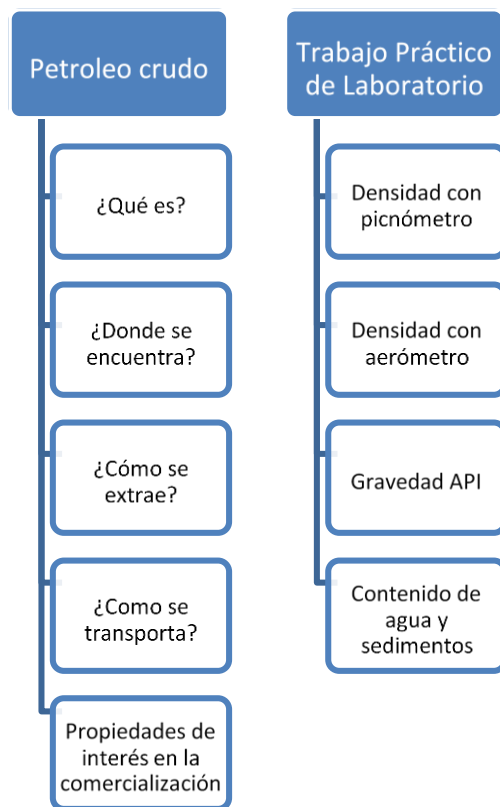 Petroleo crudo
¿Qué es?
¿Donde se
encuentra?
¿Cómo se
extrae?
¿Como se
transporta?
Propiedades de
interés en la
comercialización
Trabajo Práctico
de Laboratorio
Densidad con
picnómetro
Densidad con
aerómetro
Gravedad API
Contenido de
agua y
sedimentos